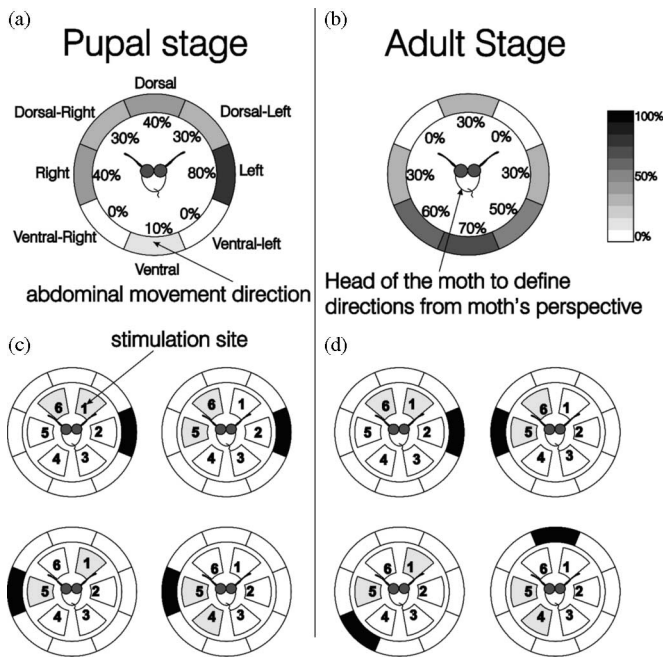 (a)
Pupal stage
Dorsal
Dorsal-Right
Dorsal-Left
40%
30%
30%
Right
40%
80%
Left
0%
0%
10%
Ventral-Right
Ventral-left
Ventral
abdominal movement direction
(b)
Adult Stage
30%
0%
0%
30%
30%
60%
50%
70%
100%
50%
0%
Head of the moth to define
directions from moth's perspective
(c)
stimulation site
6 1
5 2
4 3
6 1
5 2
4 3
6 1
5 2
4 3
6 1
5 2
4 3
(d)
6 1
5 2
4 3
6 1
5 2
4 3
6 1
5 2
4 3
6 1
5 2
4 3